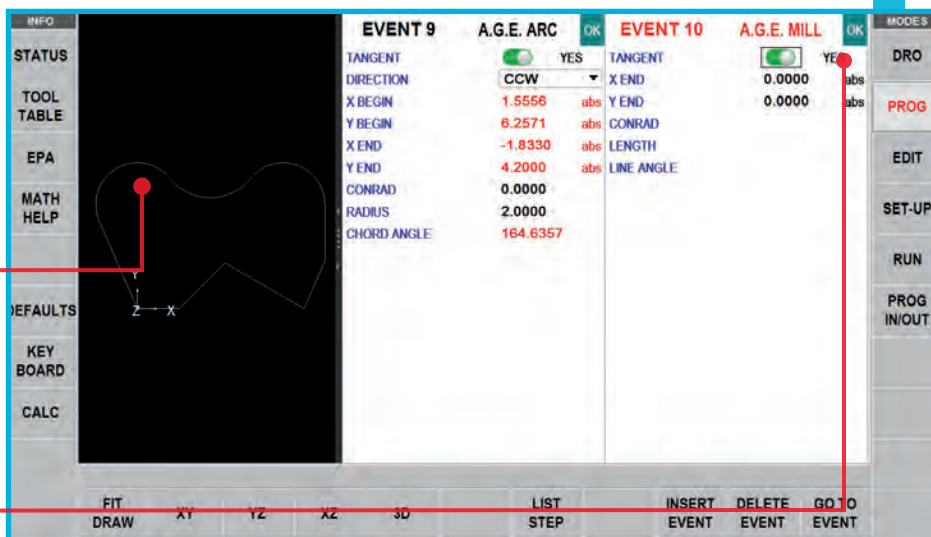 INFO
STATUS
TOOL
TABLE
EPA
MATH
HELP
DEFAULTS
KEY
BOARD
CALC
Y
Z X
EVENT 9 A.G.E. ARC OK
TANGENT YES
DIRECTION CCW
X BEGIN 1.5556 abs
Y BEGIN 6.2571 abs
X END -1.8330 abs
Y END 4.2000 abs
CONRAD 0.0000
RADIUS 2.0000
CHORD ANGLE 164.6357
EVENT 10 A.G.E. MILL OK
TANGENT YES
X END 0.0000 abs
Y END 0.0000 abs
CONRAD
LENGTH
LINE ANGLE
MODES
DRO
PROG
EDIT
SET-UP
RUN
PROG
IN/OUT
FIT
DRAW
XY
YZ
XZ
3D
LIST
STEP
INSERT
EVENT
DELETE
EVENT
GO TO
EVENT